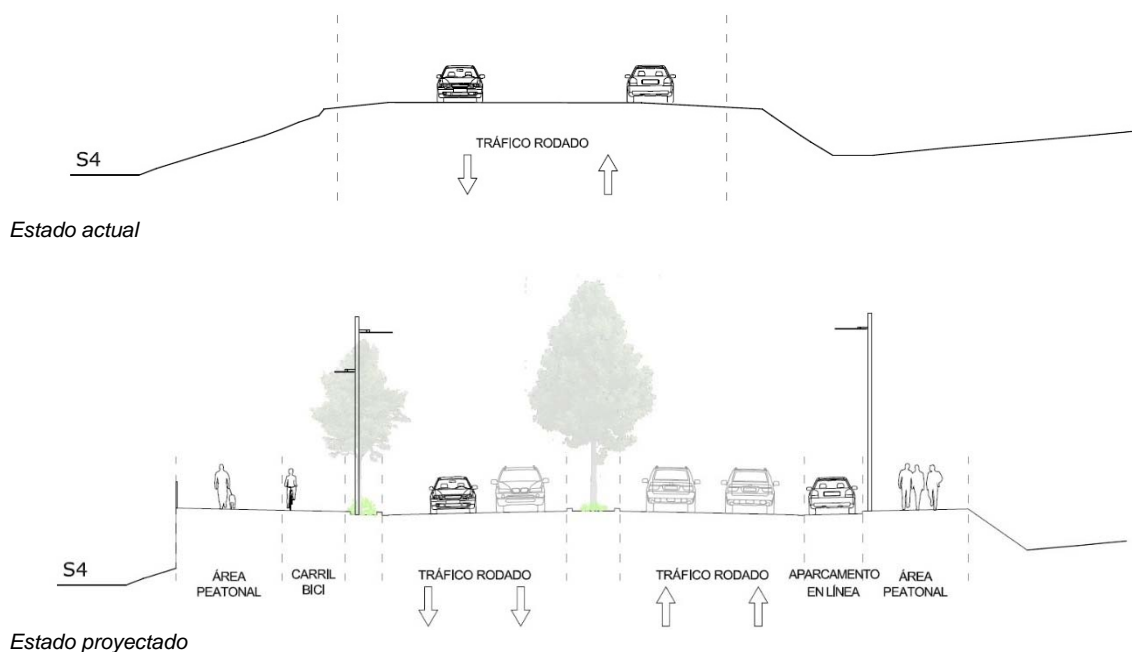 TRÁFICO RODADO
S4
Estado actual
S4
ÁREA
PEATONAL
CARRIL
BICI
TRÁFICO RODADO
TRÁFICO RODADO
APARCAMENTO
EN LÍNEA
ÁREA
PEATONAL
Estado proyectado